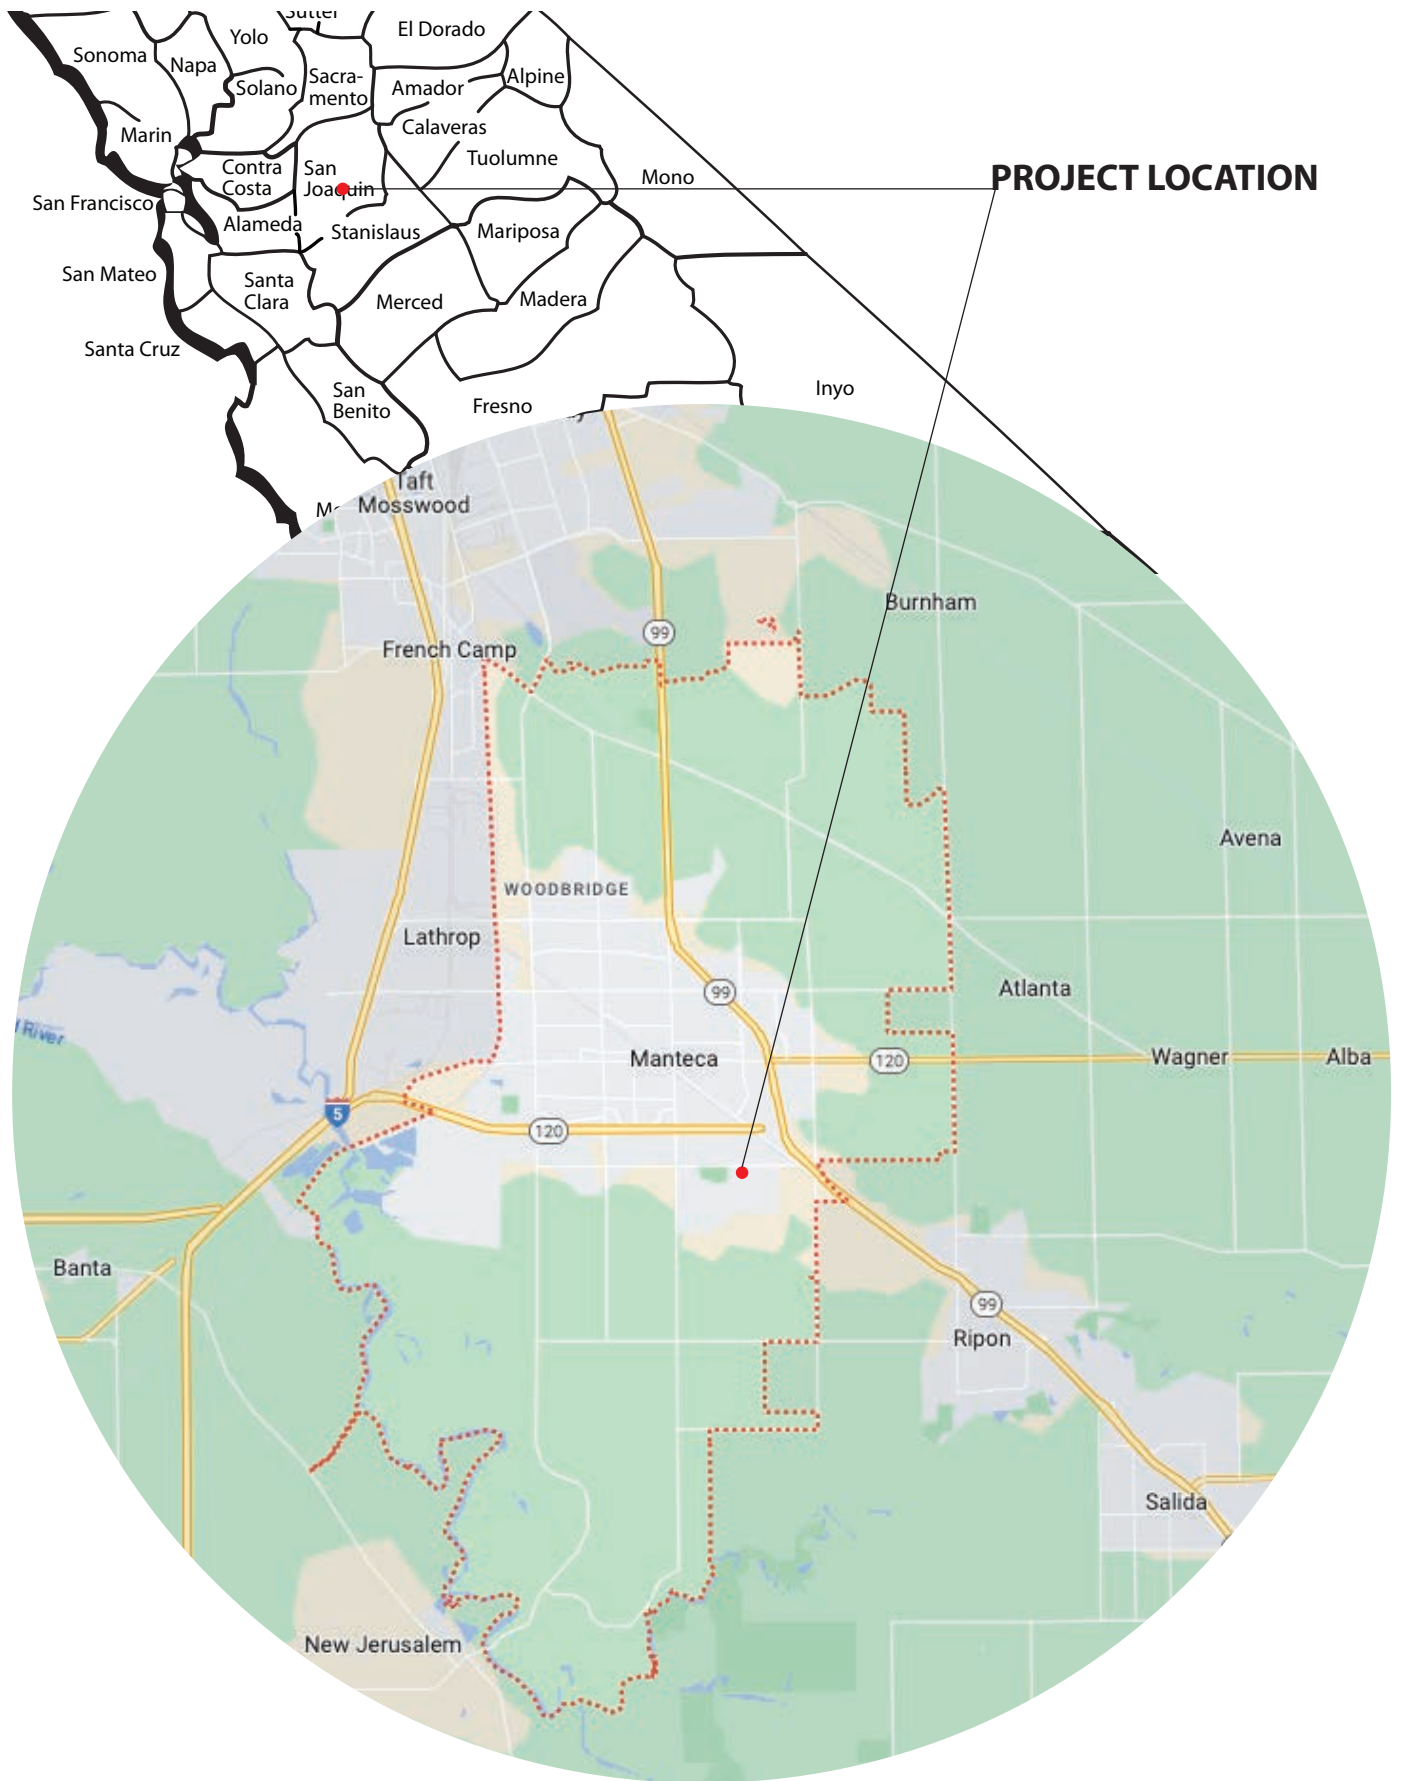 Sutter
El Dorado
Yolo
Sonoma
Napa
Sacra-
mento
Alpine
Solano
Amador
Marin
Calaveras
Tuolumne
Contra
Costa
San
Joaquin
Mono
PROJECT LOCATION
San Francisco
Alameda
Stanislaus
Mariposa
San Mateo
Santa
Clara
Merced
Madera
Santa Cruz
San
Benito
Fresno
Inyo
Taft
Mosswood
Burnham
99
French Camp
Avena
WOODBRIDGE
Lathrop
99
Atlanta
River
Manteca
120
Wagner
Alba
5
120
Banta
99
Ripon
Salida
New Jerusalem